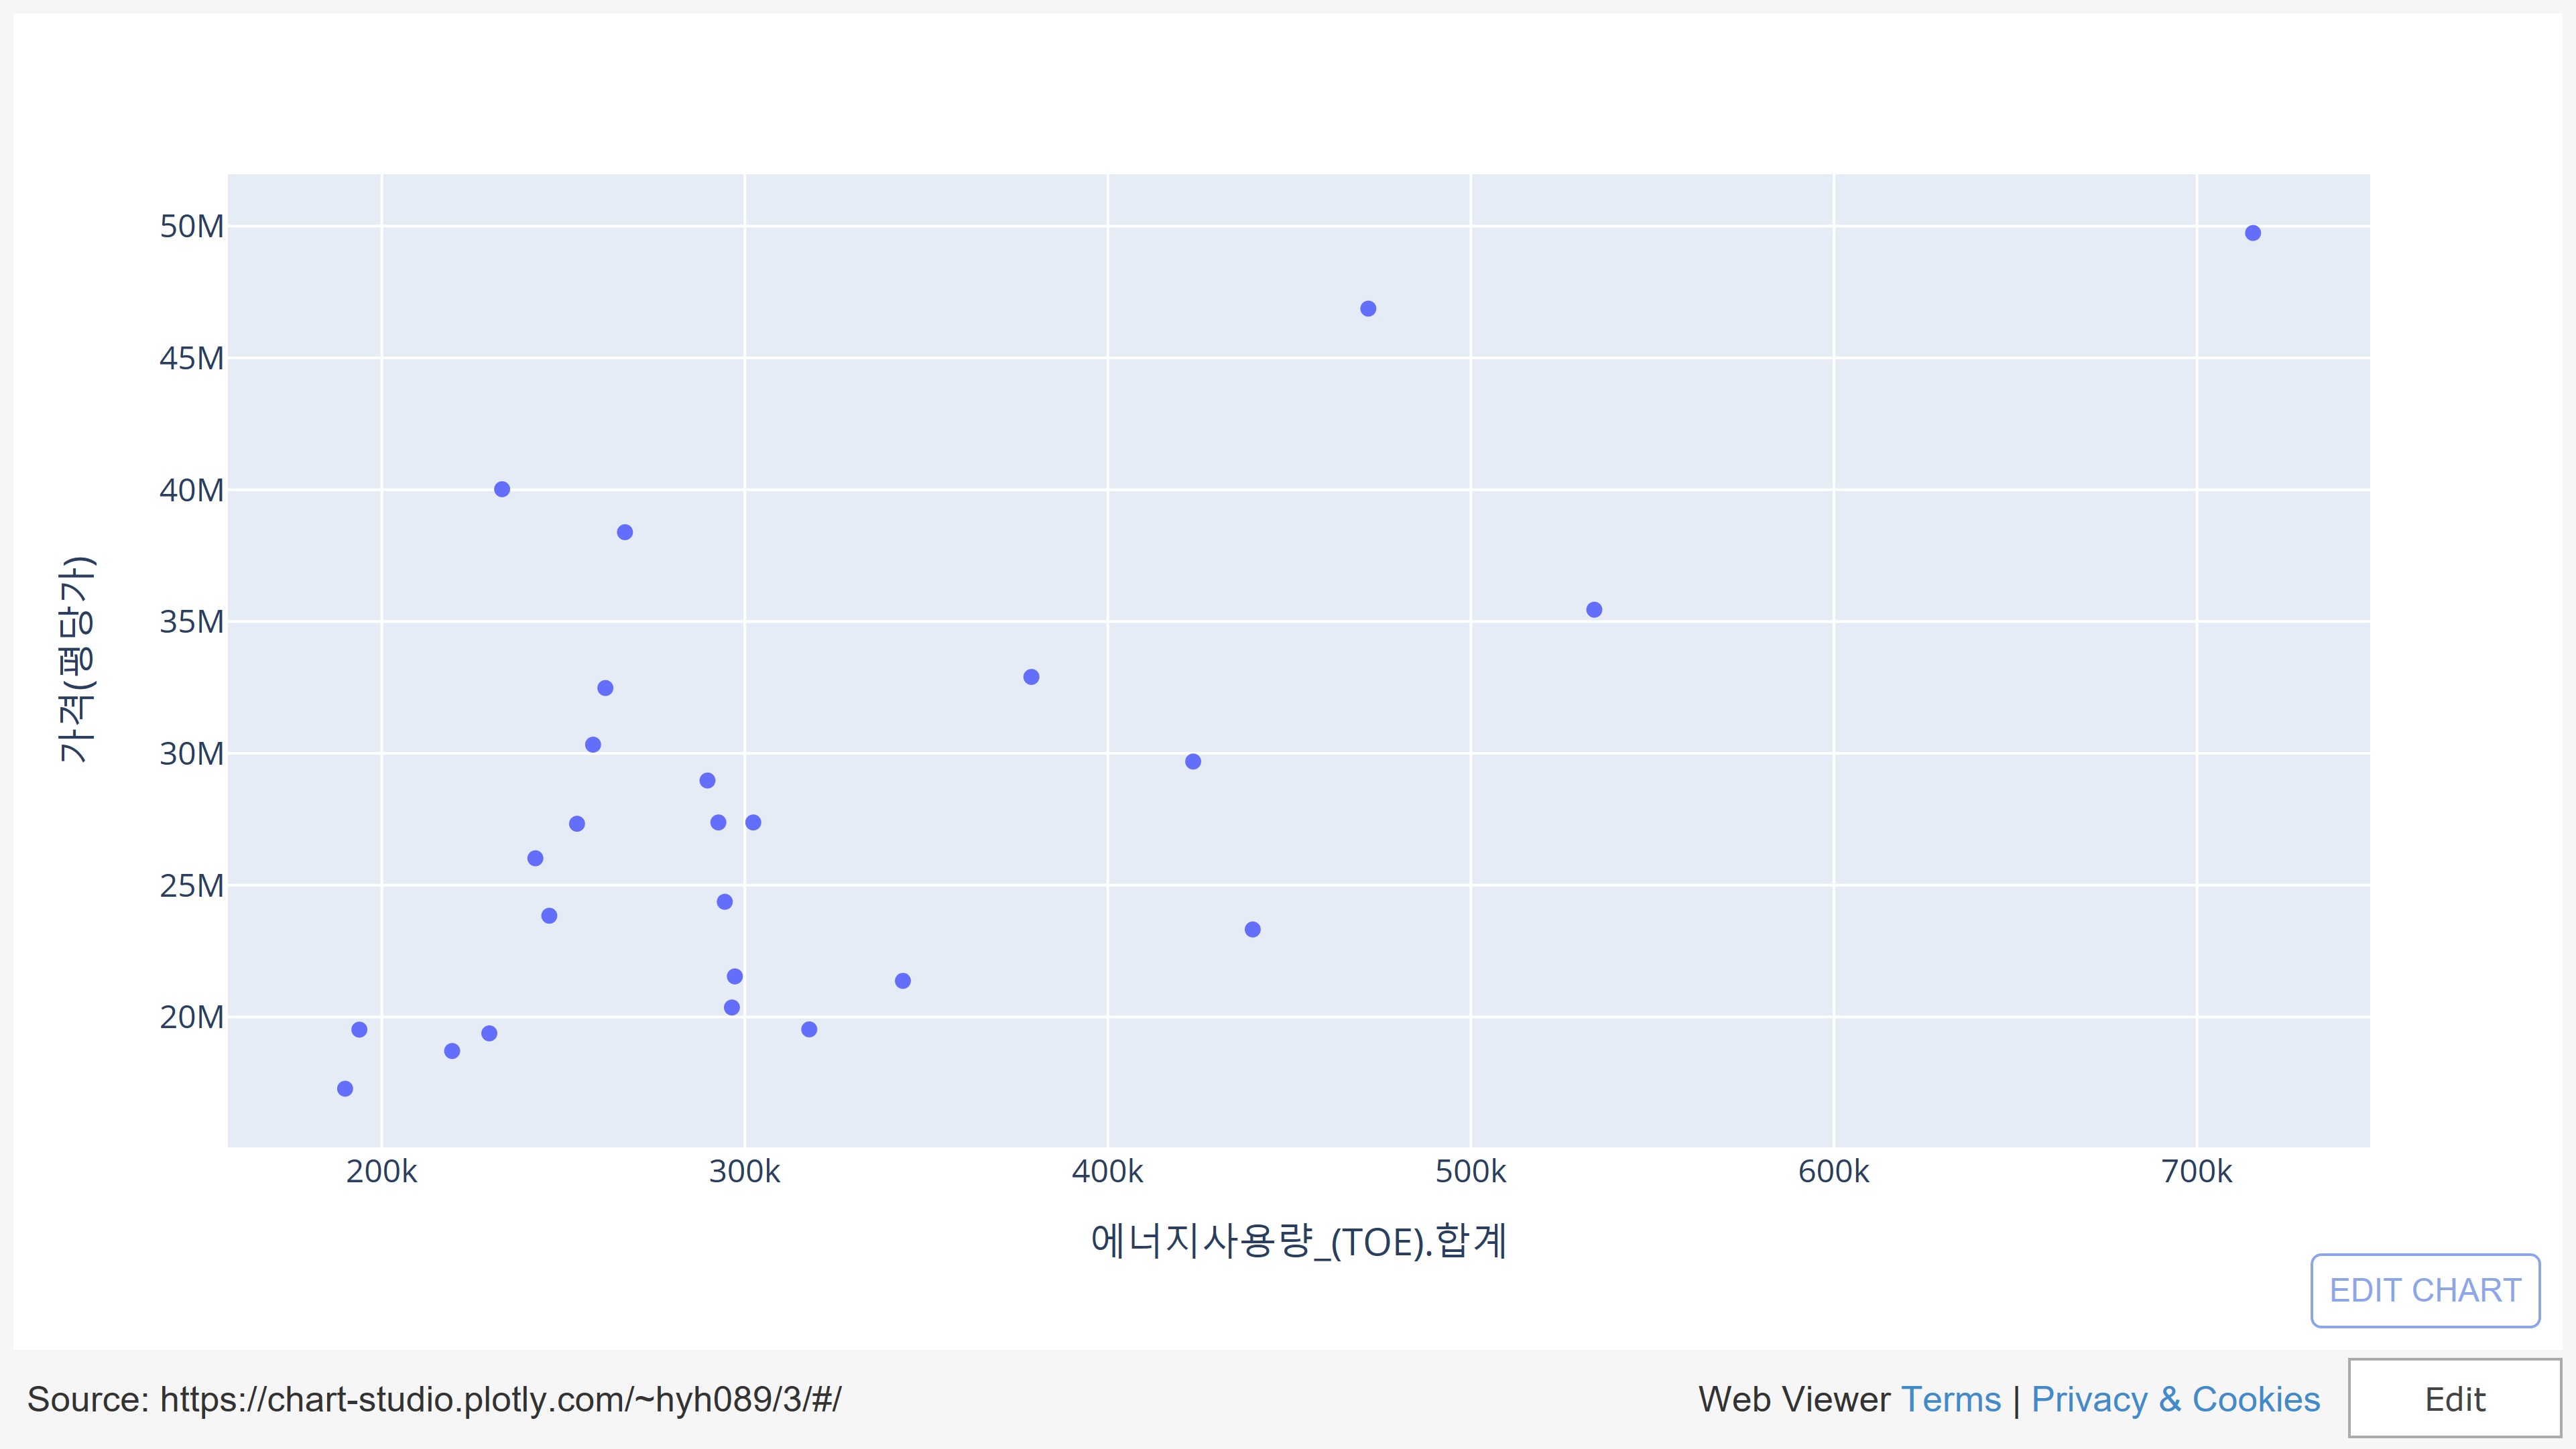 50M
45M
40M
35M
30M
25M
20M
가격(평당가)
200k 300k 400k 500k 600k 700k
에너지사용량_(TOE).합계
EDIT CHART
Source: https://chart-studio.plotly.com/~hyh089/3/#/ Web Viewer Terms | Privacy & Cookies Edit